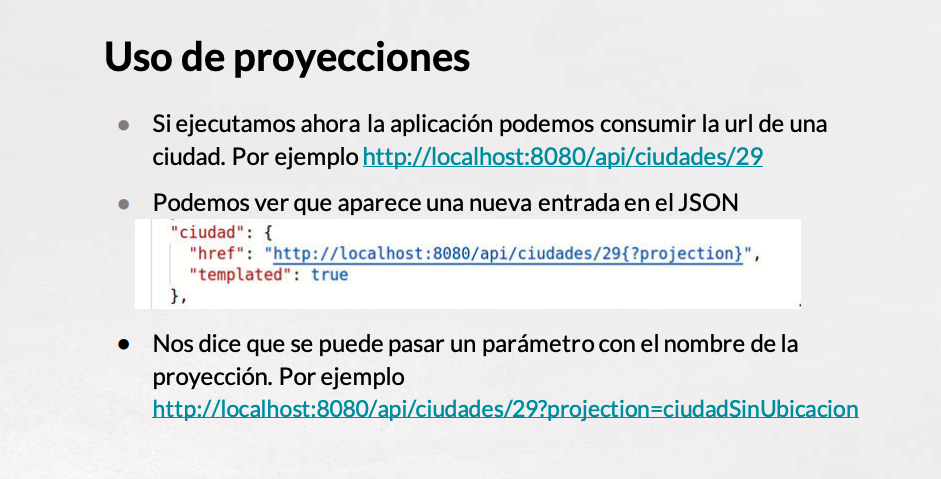 Uso de proyecciones
● Si ejecutamos ahora la aplicación podemos consumir la url de una
ciudad. Por ejemplo http://localhost:8080/api/ciudades/29
● Podemos ver que aparece una nueva entrada en el JSON
"ciudad": {
"href": "http://localhost:8080/api/ciudades/29{?projection}",
"templated": true
},
● Nos dice que se puede pasar un parámetro con el nombre de la
proyección. Por ejemplo
http://localhost:8080/api/ciudades/29?projection=ciudadSinUbicacion